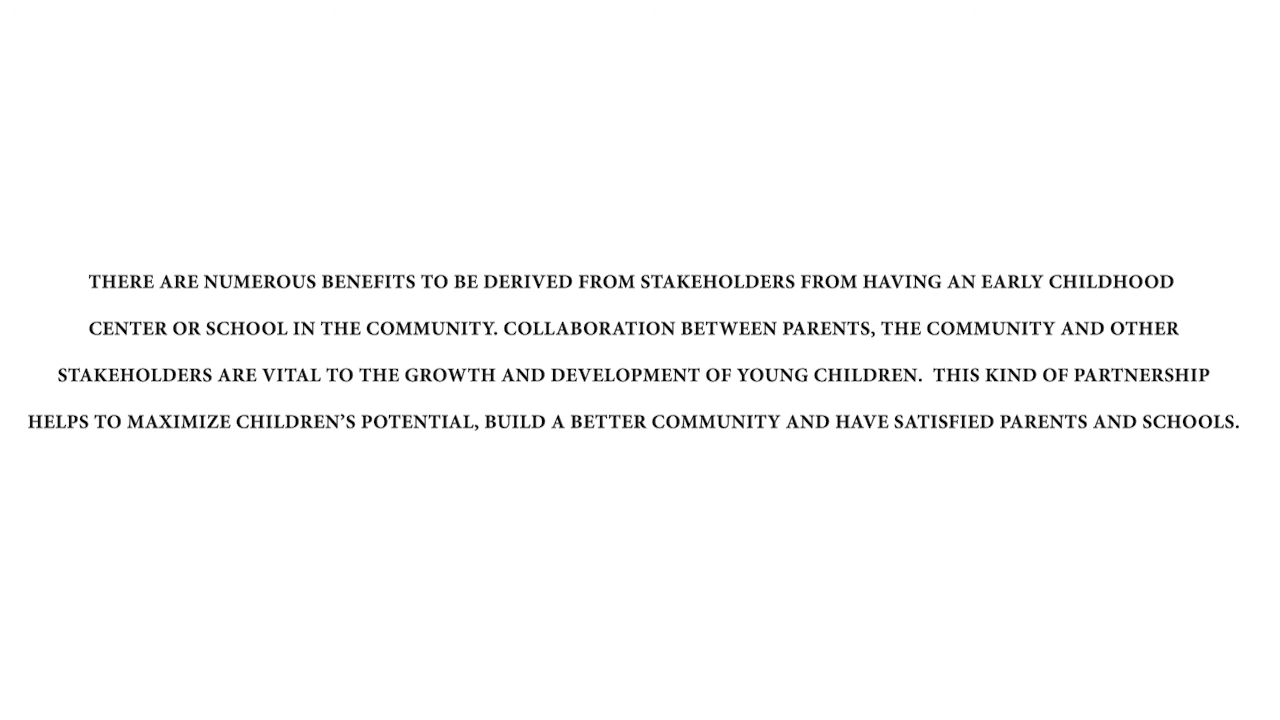 THERE ARE NUMEROUS BENEFITS TO BE DERIVED FROM STAKEHOLDERS FROM HAVING AN EARLY CHILDHOOD
CENTER OR SCHOOL IN THE COMMUNITY. COLLABORATION BETWEEN PARENTS, THE COMMUNITY AND OTHER
STAKEHOLDERS ARE VITAL TO THE GROWTH AND DEVELOPMENT OF YOUNG CHILDREN.  THIS KIND OF PARTNERSHIP
HELPS TO MAXIMIZE CHILDREN’S POTENTIAL, BUILD A BETTER COMMUNITY AND HAVE SATISFIED PARENTS AND SCHOOLS.